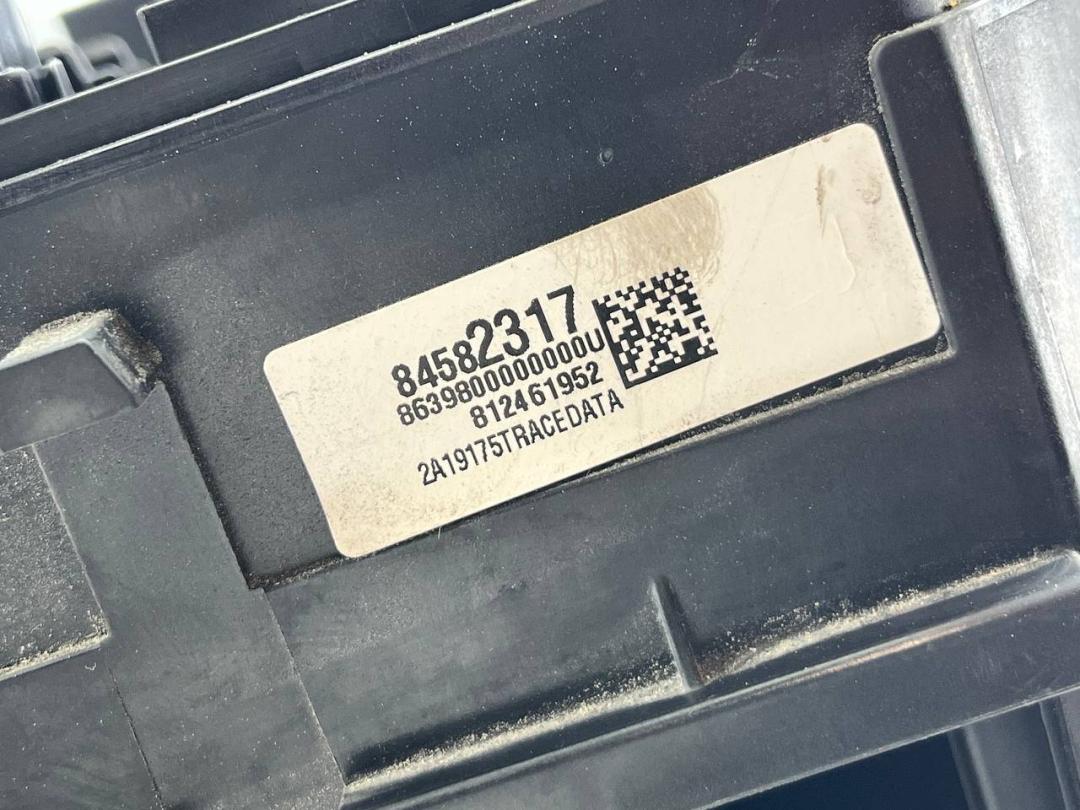 84582317
8639800000000U
812461952
2A19175TRACEDATA